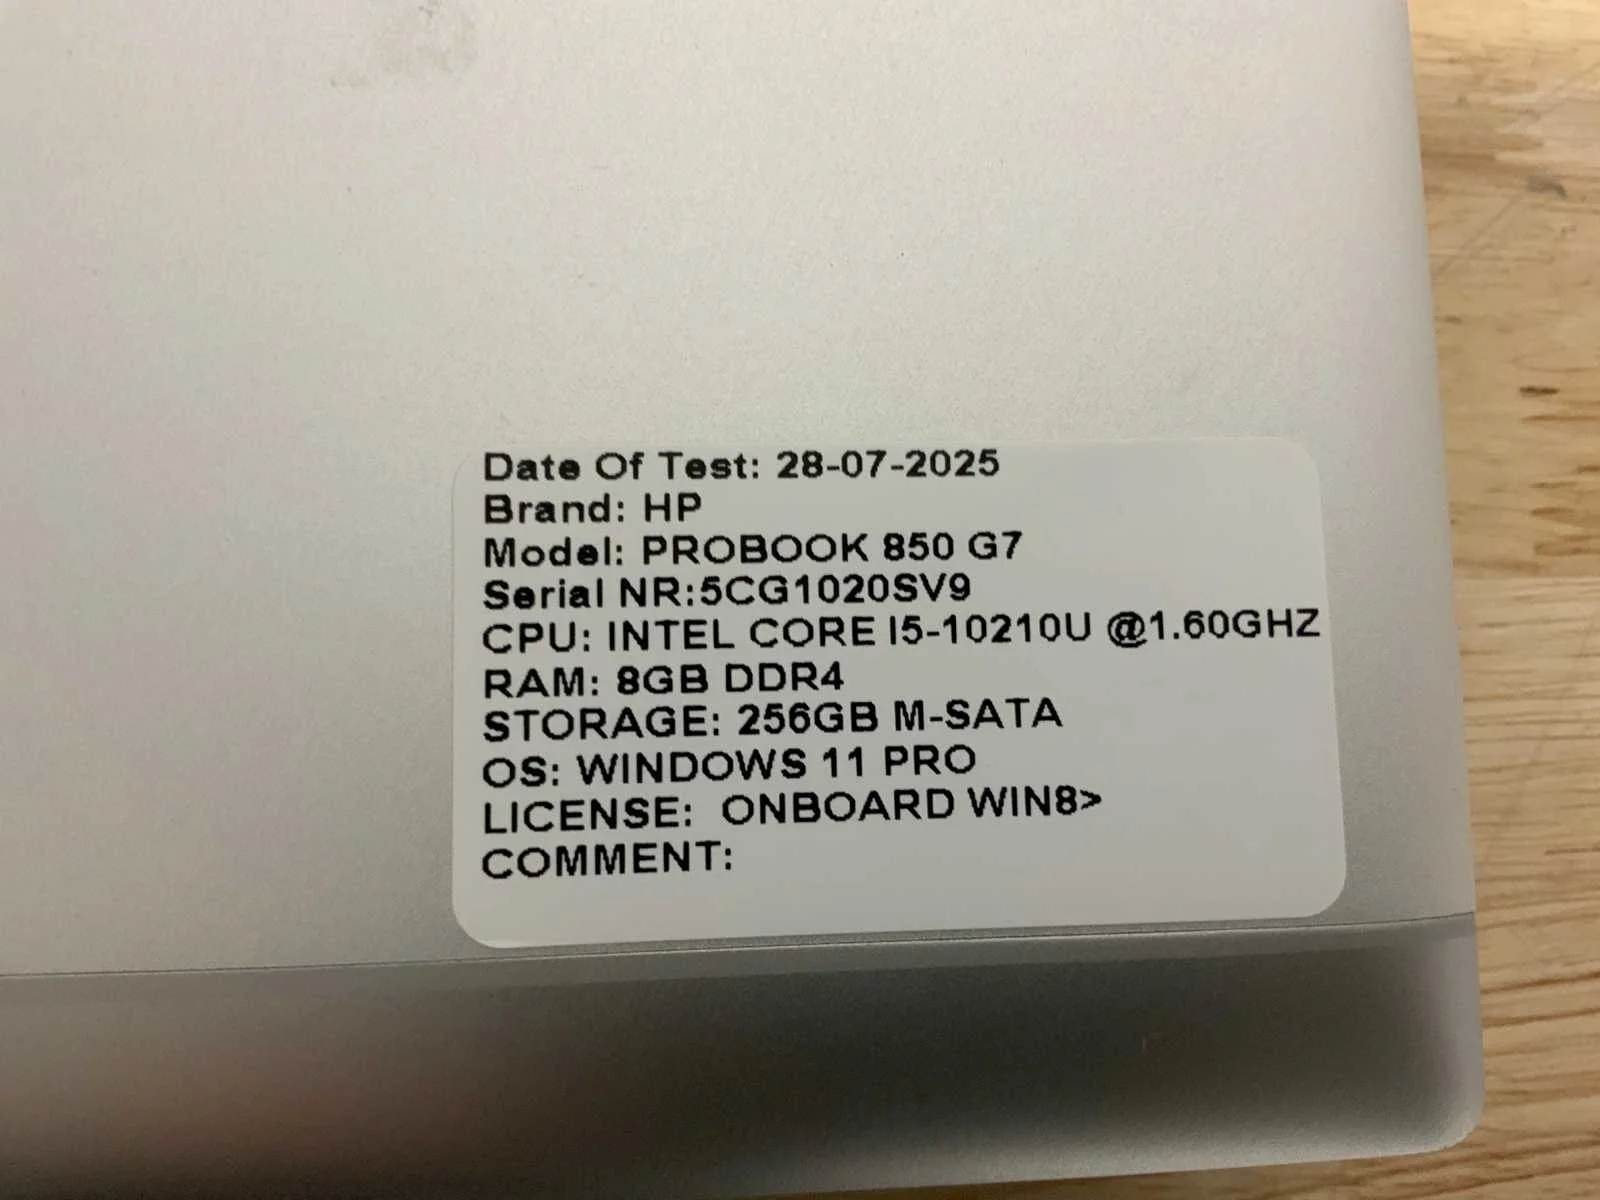 Date Of Test: 28-07-2025
Brand: HP
Model: PROBOOK 850 G7
Serial NR:5CG1020SV9
CPU: INTEL CORE I5-10210U @1.60GHZ
RAM: 8GB DDR4
STORAGE: 256GB M-SATA
OS: WINDOWS 11 PRO
LICENSE: ONBOARD WIN8>
COMMENT: